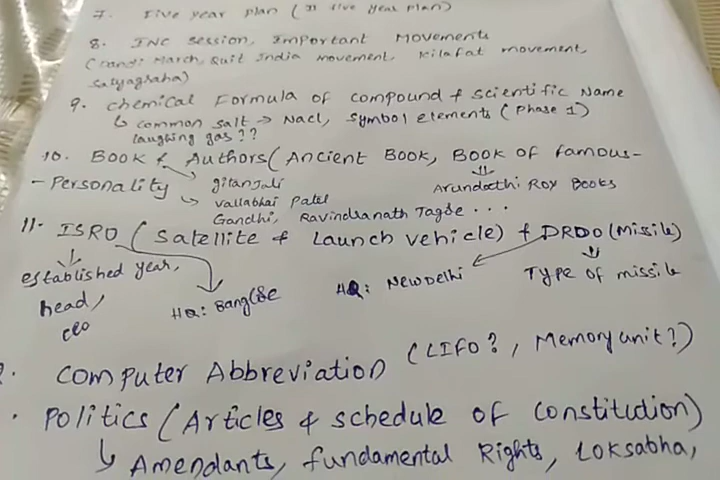 7. Five year plan ( five year plan)
8. INC session, Important Movements
(Dandi March, Quit India movement, Kilafat movement,
Satyagraha)
9. Chemical Formula of compound & scientific Name
↳ common salt → Nacl, symbol elements (Phase 1)
laughing gas??
10. Book & Authors (Ancient Book, Book of famous-
- Personality
gitanjali
Arundathi Roy Books
vallabhai Patel
Gandhi, Ravindranath Tagore...
11. ISRO (satellite & Launch vehicle) & DRDO (Missile)
established year,
head,
ceo
HQ: Banglore
HQ: New Delhi
Type of missile
Computer Abbreviation (LIFO?, Memory unit?)
Politics (Articles & schedule of constitution)
↳ Amendants, fundamental Rights, Loksabha,